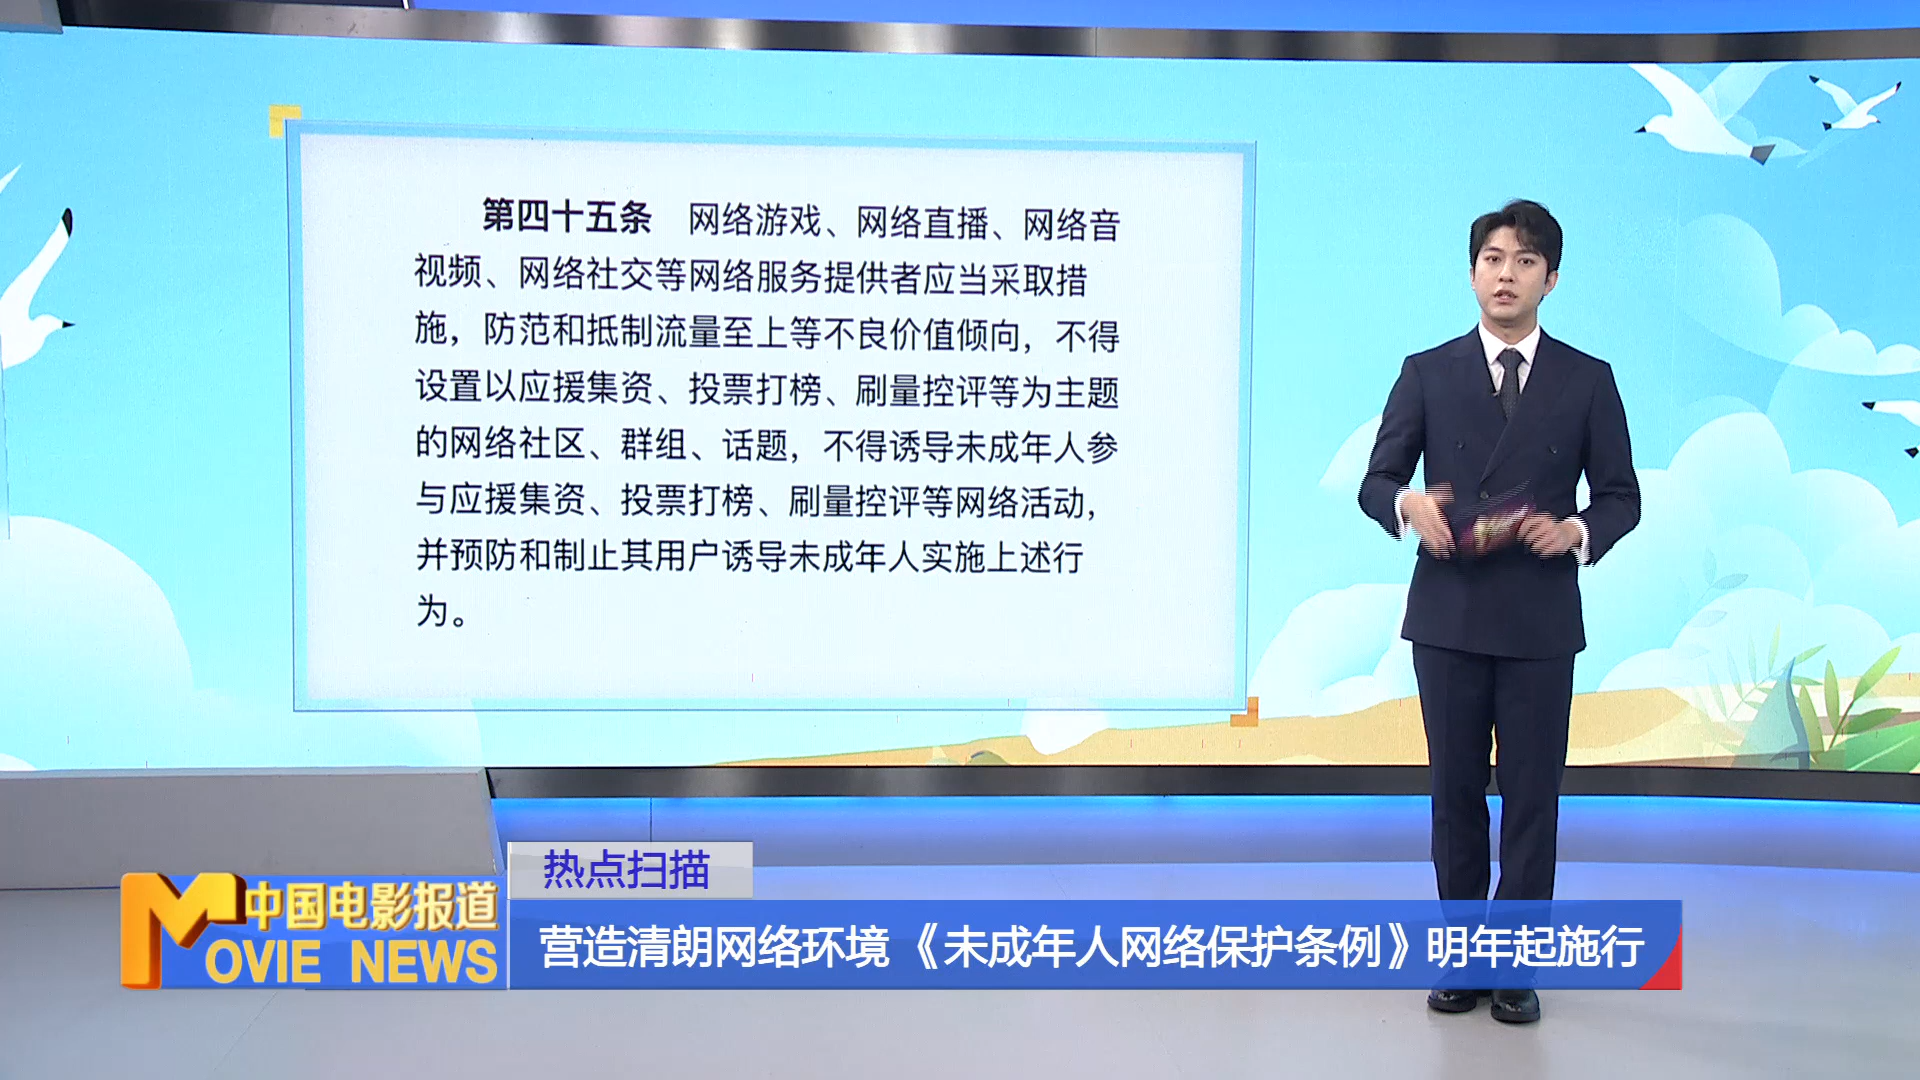 第四十五条 网络游戏、网络直播、网络音
视频、网络社交等网络服务提供者应当采取措
施，防范和抵制流量至上等不良价值倾向，不得
设置以应援集资、投票打榜、刷量控评等为主题
的网络社区、群组、话题，不得诱导未成年人参
与应援集资、投票打榜、刷量控评等网络活动，
并预防和制止其用户诱导未成年人实施上述行
为。
热点扫描
中国电影报道
MOVIE NEWS
营造清朗网络环境《未成年人网络保护条例》明年起施行